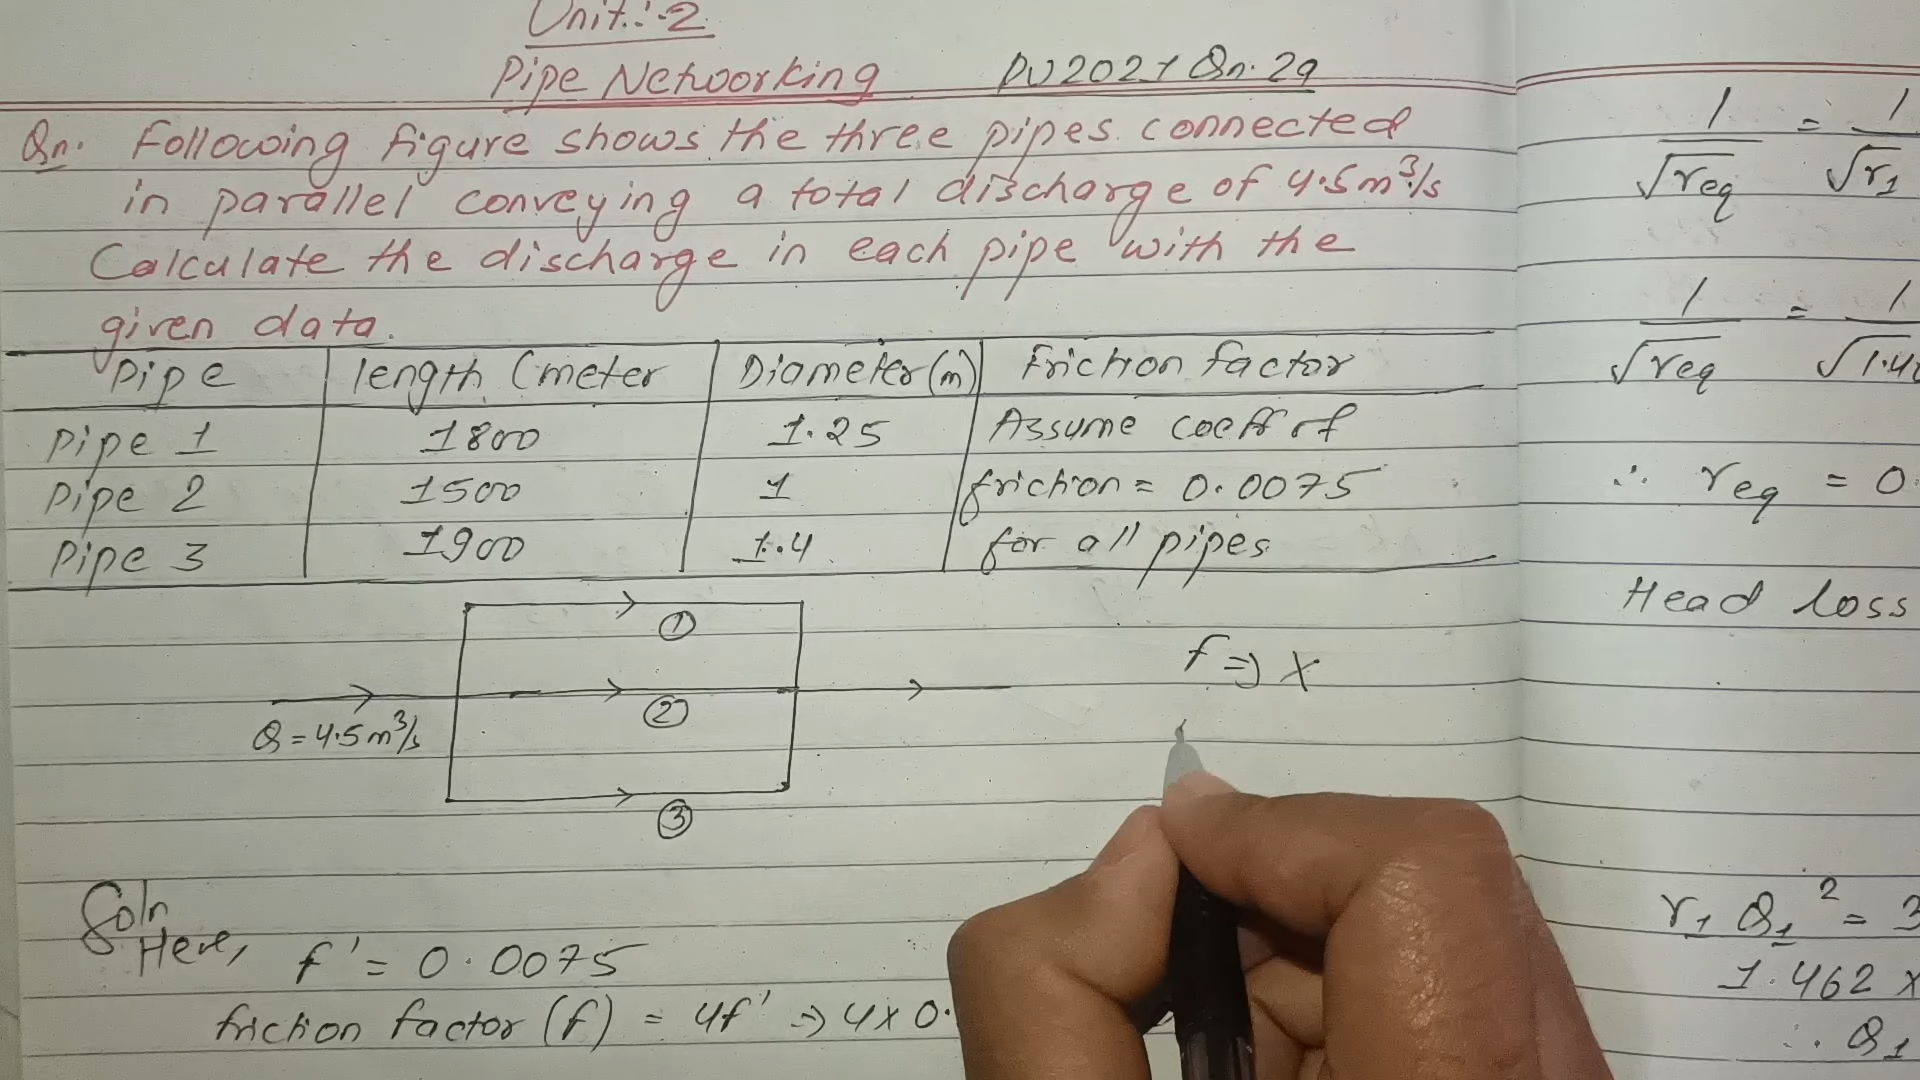 Unit:-2
Pipe Networking PU 2021 Qn. 2a
Qn. Following figure shows the three pipes connected
in parallel conveying a total discharge of 4.5m³/s
Calculate the discharge in each pipe with the
given data.
Pipe length (meter Diameter(m) Friction factor
Pipe 1 1800 1.25 Assume coeff of
Pipe 2 1500 1 friction = 0.0075
Pipe 3 1900 1.4 for all pipes
①
②
Q = 4.5m³/s
③
f => x
Soln
Here, f' = 0.0075
friction factor (f) = 4f' => 4x0.
1/√req = 1/√r1
1/√req = 1/√1.4
∴ req = 0.
Head loss
r1 Q1² = 3
1.462 x
∴ Q1